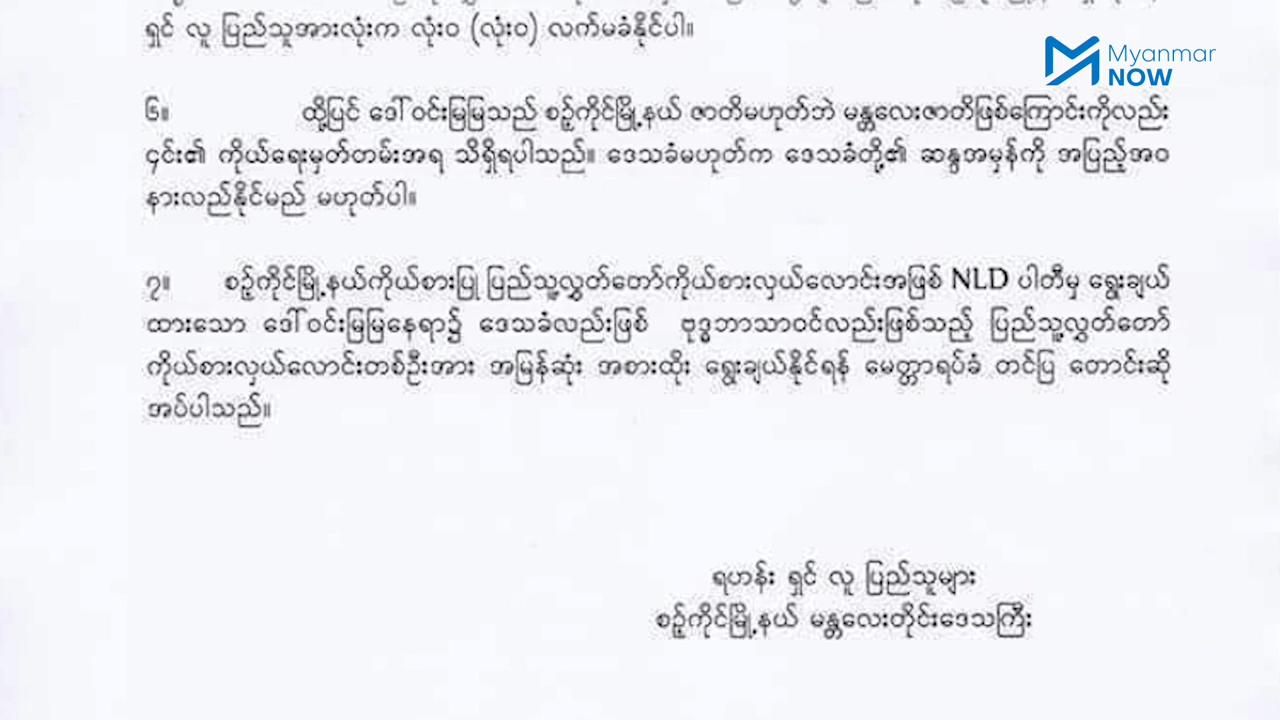 ရှင် လူ ပြည်သူအားလုံးက လုံးဝ (လုံးဝ) လက်မခံနိုင်ပါ။
Myanmar
NOW
၆။ ထို့ပြင် ဒေါ်ဝင်းမြမြသည် စဉ့်ကိုင်မြို့နယ် ဇာတိမဟုတ်ဘဲ မန္တလေးဇာတိဖြစ်ကြောင်းကိုလည်း
၄င်း၏ ကိုယ်ရေးမှတ်တမ်းအရ သိရှိရပါသည်။ ဒေသခံမဟုတ်က ဒေသခံတို့၏ ဆန္ဒအမှန်ကို အပြည့်အဝ
နားလည်နိုင်မည် မဟုတ်ပါ။
၇။ စဉ့်ကိုင်မြို့နယ်ကိုယ်စားပြု ပြည်သူ့လွှတ်တော်ကိုယ်စားလှယ်လောင်းအဖြစ် NLD ပါတီမှ ရွေးချယ်
ထားသော ဒေါ်ဝင်းမြမြနေရာ၌ ဒေသခံလည်းဖြစ် ဗုဒ္ဓဘာသာဝင်လည်းဖြစ်သည့် ပြည်သူ့လွှတ်တော်
ကိုယ်စားလှယ်လောင်းတစ်ဦးအား အမြန်ဆုံး အစားထိုး ရွေးချယ်နိုင်ရန် မေတ္တာရပ်ခံ တင်ပြ တောင်းဆို
အပ်ပါသည်။
ရဟန်း ရှင် လူ ပြည်သူများ
စဉ့်ကိုင်မြို့နယ် မန္တလေးတိုင်းဒေသကြီး